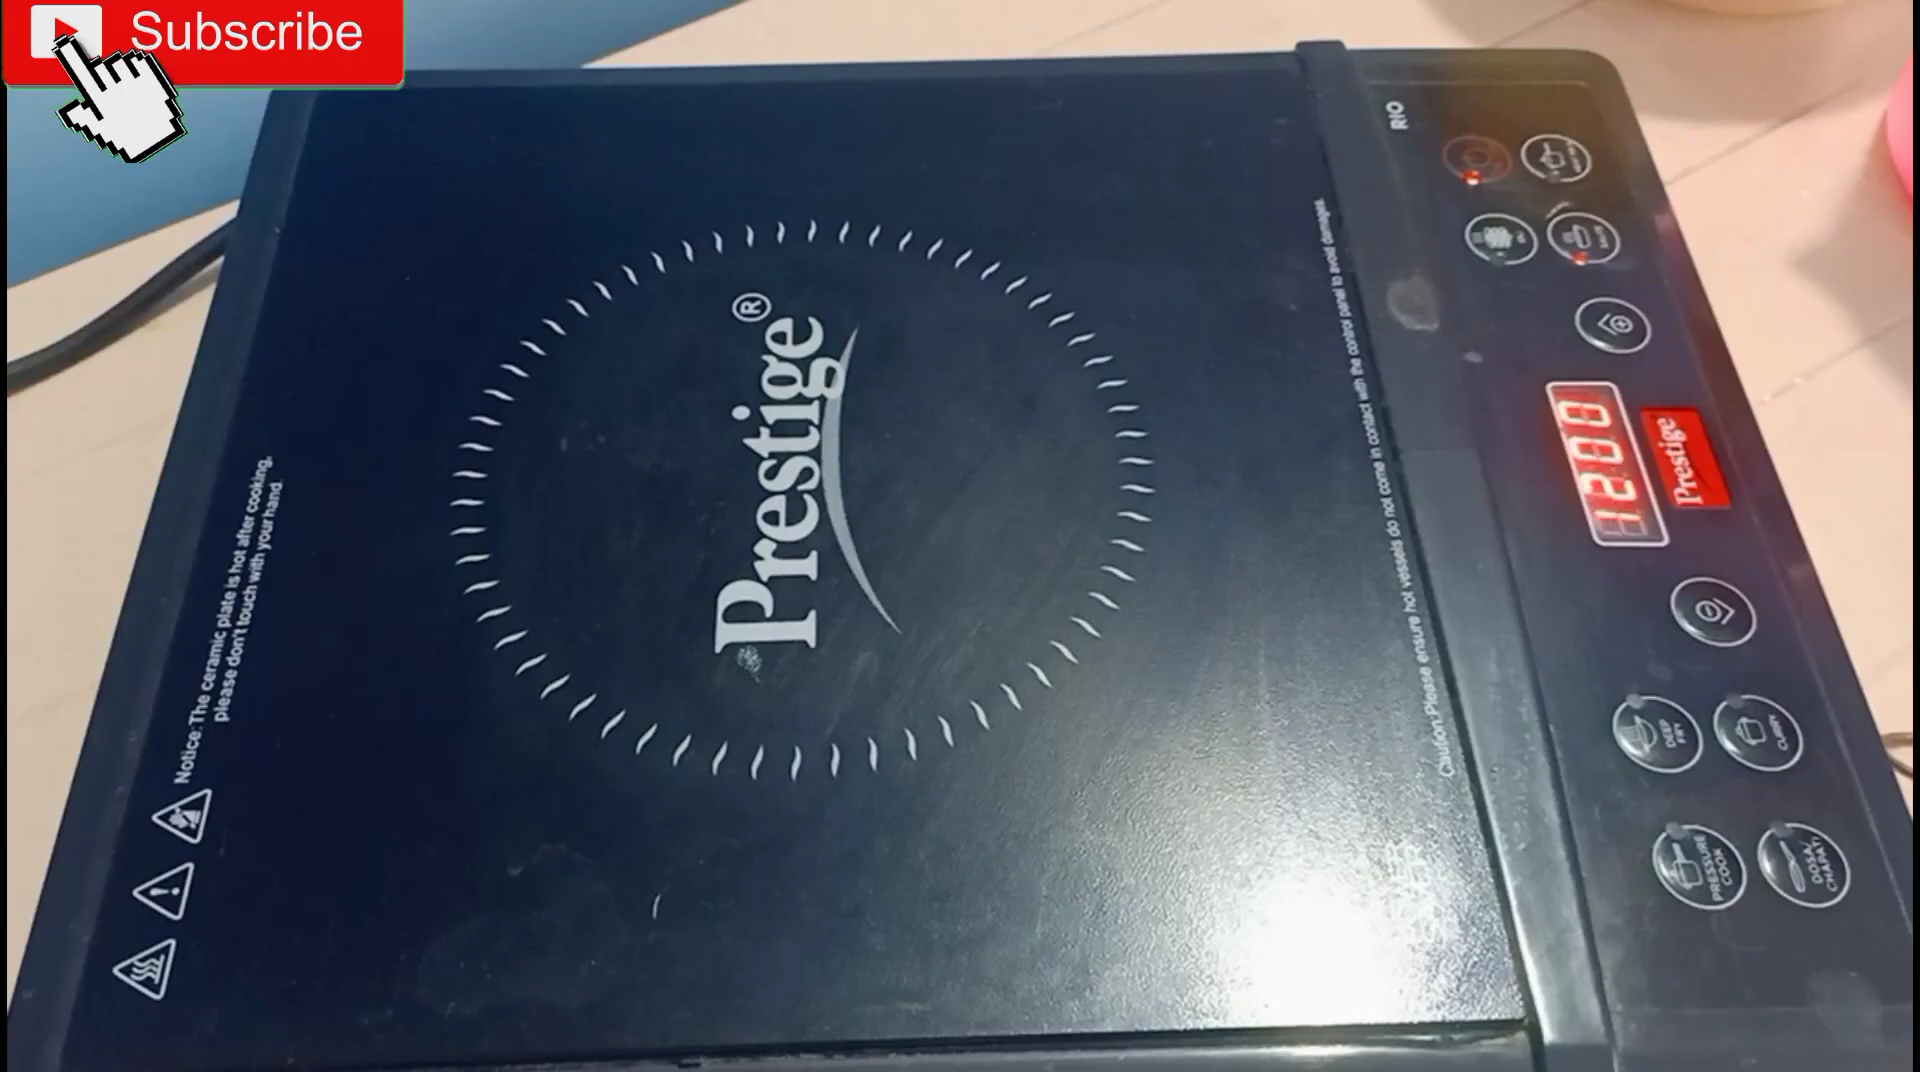 Subscribe
Prestige®
Notice:The ceramic plate is hot after cooking,
please don't touch with your hand.
Caution:Please ensure hot vessels do not come in contact with the control panel to avoid damages.
RIO
1200
Prestige
DEEP
FRY
CURRY
PRESSURE
COOK
DOSA/
CHAPATI